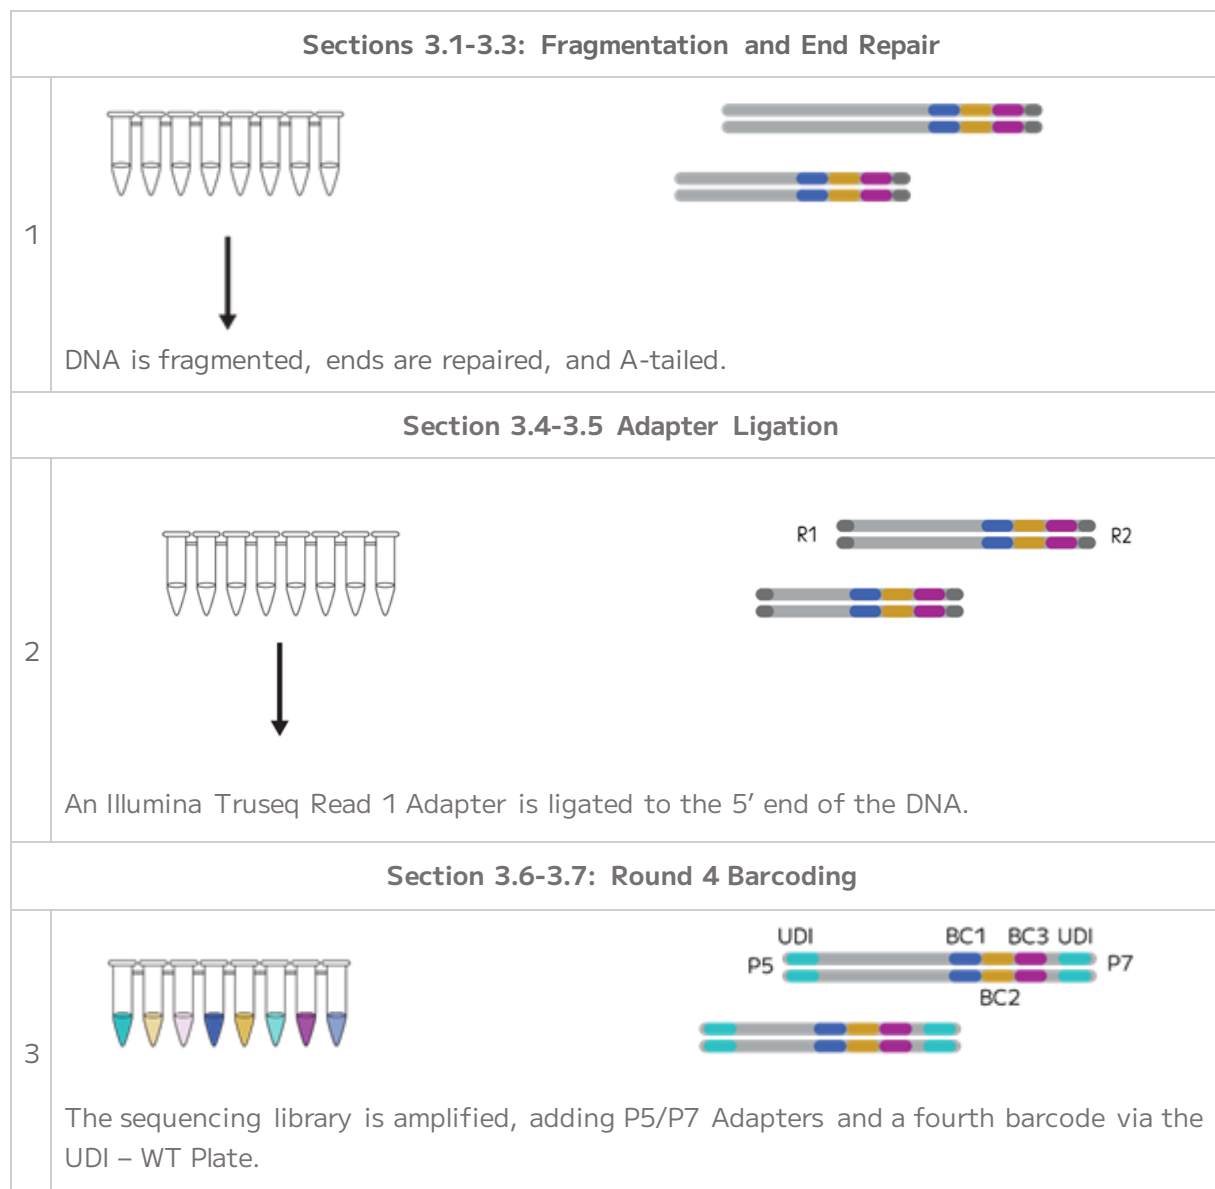 Sections 3.1-3.3: Fragmentation and End Repair
1
DNA is fragmented, ends are repaired, and A-tailed.
Section 3.4-3.5 Adapter Ligation
R1
R2
2
An Illumina Truseq Read 1 Adapter is ligated to the 5′ end of the DNA.
Section 3.6-3.7: Round 4 Barcoding
UDI BC1 BC3 UDI
P5 P7
BC2
3
The sequencing library is amplified, adding P5/P7 Adapters and a fourth barcode via the
UDI – WT Plate.